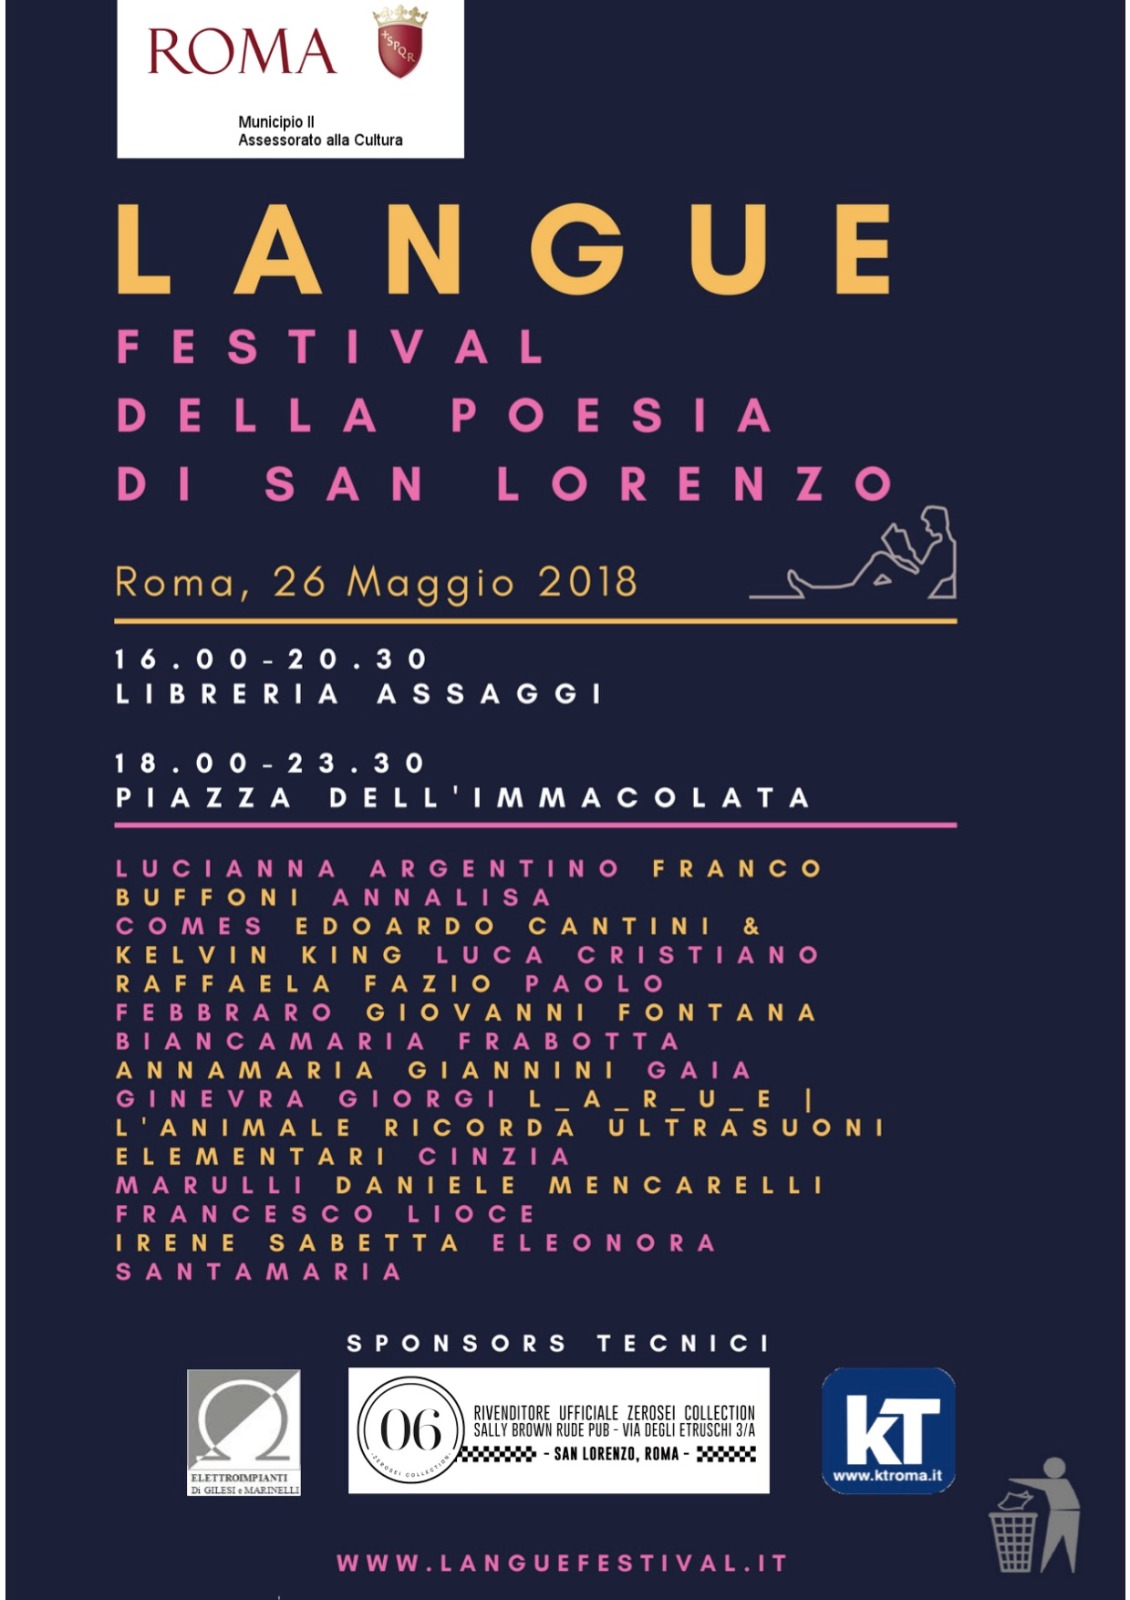 ROMA
SPQR
Municipio II
Assessorato alla Cultura
LANGUE
FESTIVAL
DELLA POESIA
DI SAN LORENZO
Roma, 26 Maggio 2018
16.00-20.30
LIBRERIA ASSAGGI
18.00-23.30
PIAZZA DELL'IMMACOLATA
LUCIANNA ARGENTINO FRANCO
BUFFONI ANNALISA
COMES EDOARDO CANTINI &
KELVIN KING LUCA CRISTIANO
RAFFAELA FAZIO PAOLO
FEBBRARO GIOVANNI FONTANA
BIANCAMARIA FRABOTTA
ANNAMARIA GIANNINI GAIA
GINEVRA GIORGI L_A_R_U_E |
L'ANIMALE RICORDA ULTRASUONI
ELEMENTARI CINZIA
MARULLI DANIELE MENCARELLI
FRANCESCO LIOCE
IRENE SABETTA ELEONORA
SANTAMARIA
SPONSORS TECNICI
ELETTROIMPIANTI
Di GILESI e MARINELLI
06
ZEROSEI COLLECTION
RIVENDITORE UFFICIALE ZEROSEI COLLECTION
SALLY BROWN RUDE PUB - VIA DEGLI ETRUSCHI 3/A
- SAN LORENZO, ROMA -
kT
www.ktroma.it
WWW.LANGUEFESTIVAL.IT